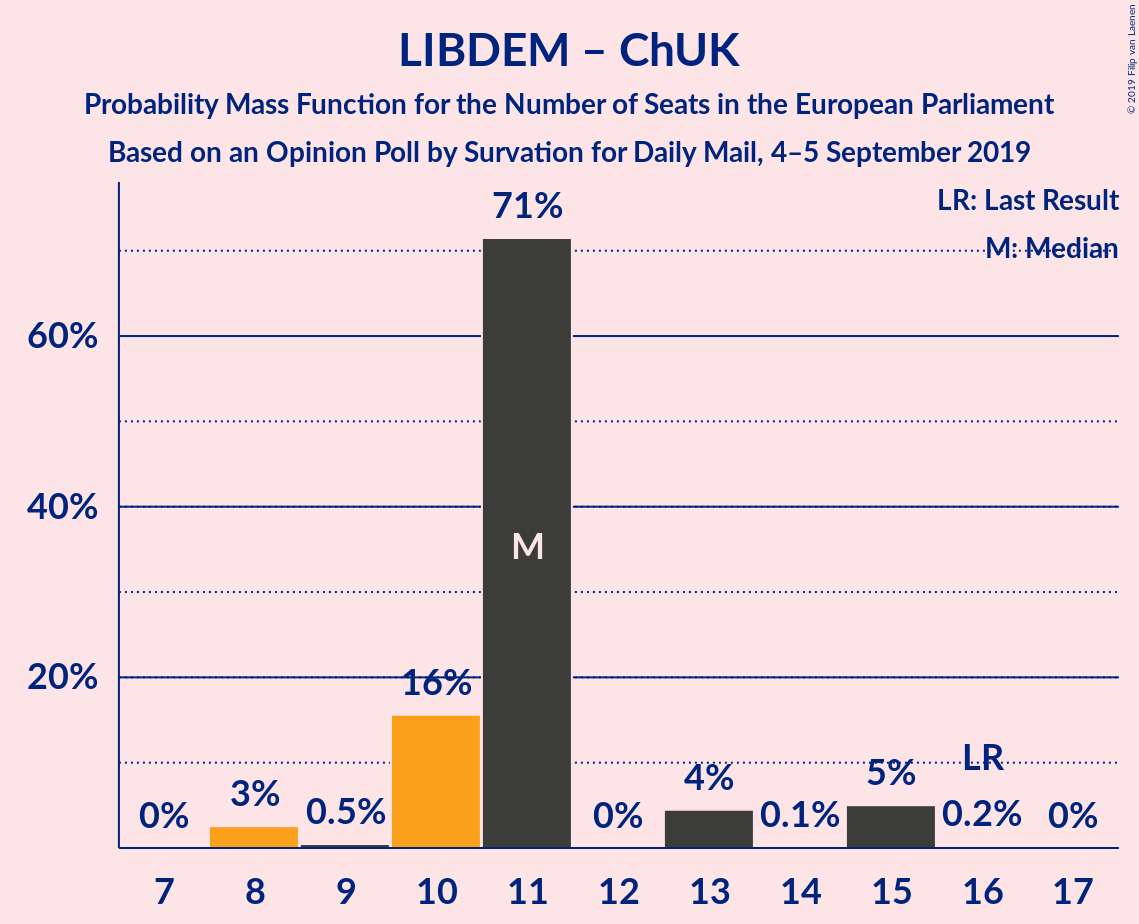 LIBDEM – ChUK
Probability Mass Function for the Number of Seats in the European Parliament
Based on an Opinion Poll by Survation for Daily Mail, 4–5 September 2019
© 2019 Filip van Laenen
LR: Last Result
M: Median
71%
60%
40%
M
20%
16%
0%
3%
0.5%
0%
4%
0.1%
5%
LR
0.2%
0%
7 8 9 10 11 12 13 14 15 16 17